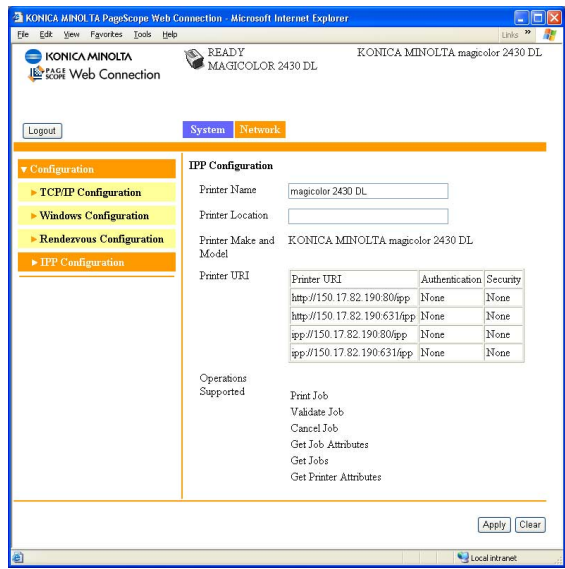 KONICA MINOLTA PageScope Web Connection - Microsoft Internet Explorer
File Edit View Favorites Tools Help Links »
KONICA MINOLTA
PAGE SCOPE Web Connection
READY
MAGICOLOR 2430 DL
KONICA MINOLTA magicolor 2430 DL
Logout
System Network
Configuration
TCP/IP Configuration
Windows Configuration
Rendezvous Configuration
IPP Configuration
IPP Configuration
Printer Name magicolor 2430 DL
Printer Location
Printer Make and KONICA MINOLTA magicolor 2430 DL
Model
Printer URI
Printer URI Authentication Security
http://150.17.82.190:80/ipp None None
http://150.17.82.190:631/ipp None None
ipp://150.17.82.190:80/ipp None None
ipp://150.17.82.190:631/ipp None None
Operations
Supported
Print Job
Validate Job
Cancel Job
Get Job Attributes
Get Jobs
Get Printer Attributes
Apply Clear
Local intranet